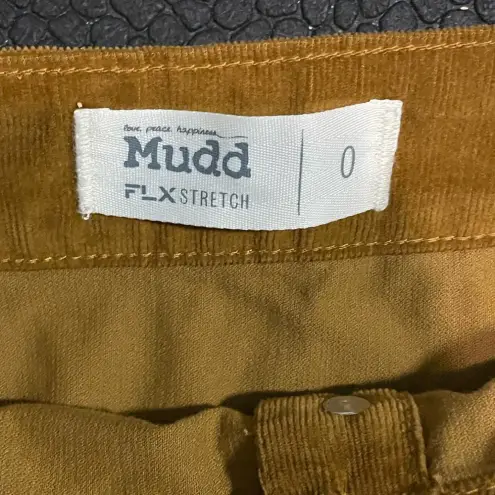 love. peace. happiness.
Mudd
FLX STRETCH
0